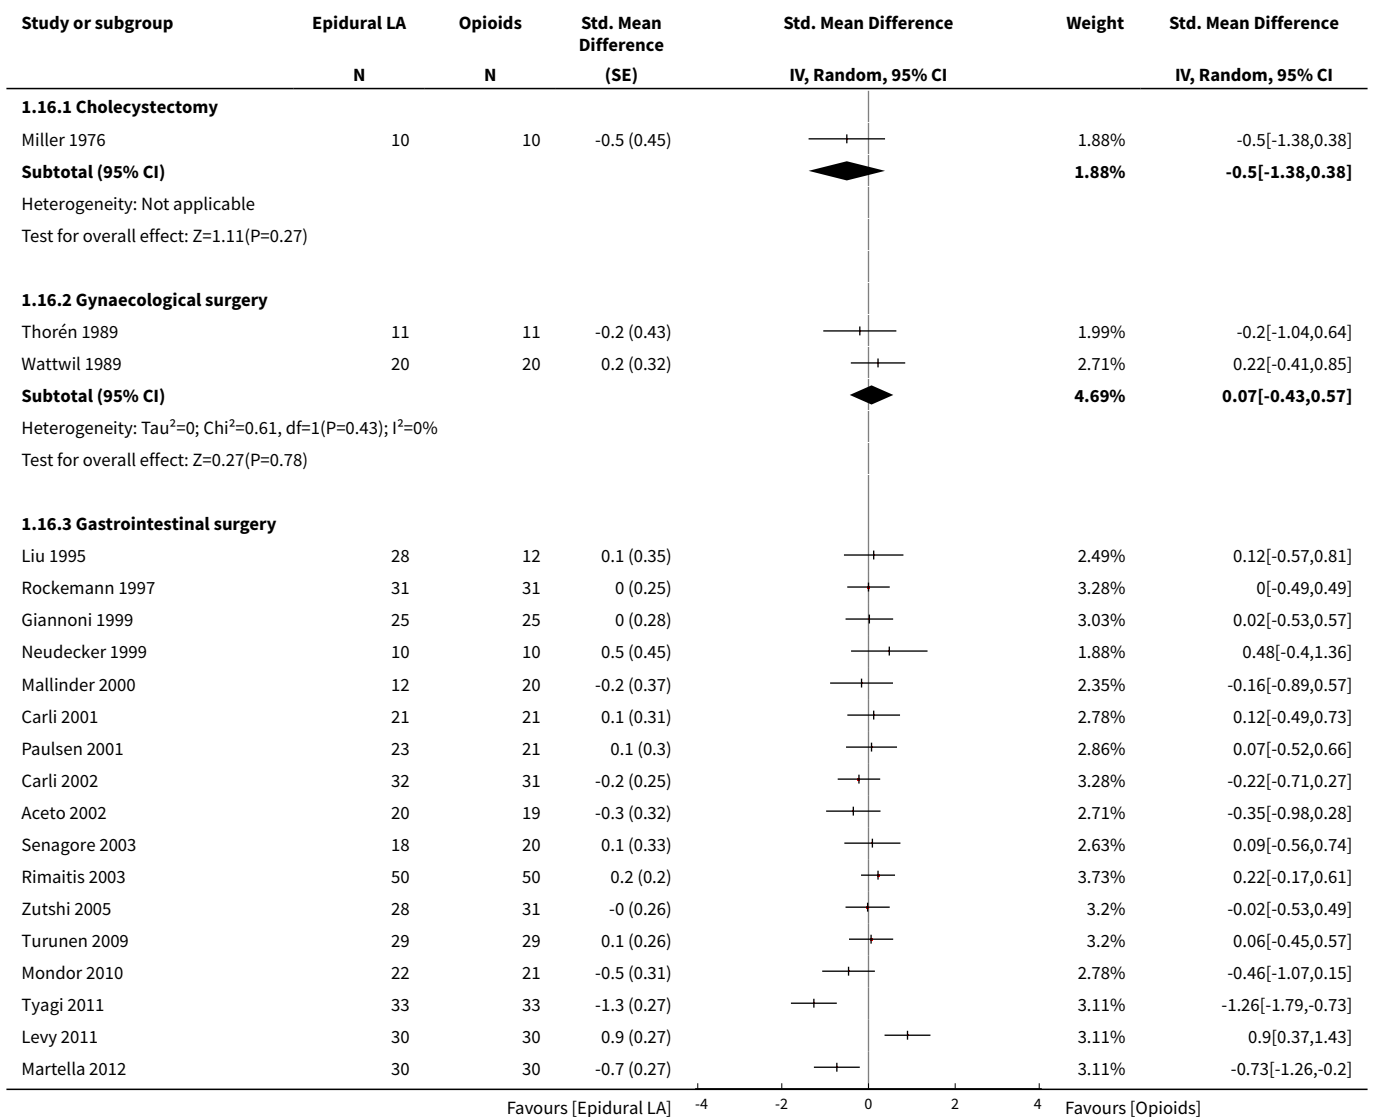 Study or subgroup Epidural LA Opioids Std. Mean Difference Std. Mean Difference Weight Std. Mean Difference
N N (SE) IV, Random, 95% CI IV, Random, 95% CI
1.16.1 Cholecystectomy
Miller 1976 10 10 -0.5 (0.45) 1.88% -0.5[-1.38,0.38]
Subtotal (95% CI) 1.88% -0.5[-1.38,0.38]
Heterogeneity: Not applicable
Test for overall effect: Z=1.11(P=0.27)
1.16.2 Gynaecological surgery
Thorén 1989 11 11 -0.2 (0.43) 1.99% -0.2[-1.04,0.64]
Wattwil 1989 20 20 0.2 (0.32) 2.71% 0.22[-0.41,0.85]
Subtotal (95% CI) 4.69% 0.07[-0.43,0.57]
Heterogeneity: Tau²=0; Chi²=0.61, df=1(P=0.43); I²=0%
Test for overall effect: Z=0.27(P=0.78)
1.16.3 Gastrointestinal surgery
Liu 1995 28 12 0.1 (0.35) 2.49% 0.12[-0.57,0.81]
Rockemann 1997 31 31 0 (0.25) 3.28% 0[-0.49,0.49]
Giannoni 1999 25 25 0 (0.28) 3.03% 0.02[-0.53,0.57]
Neudecker 1999 10 10 0.5 (0.45) 1.88% 0.48[-0.4,1.36]
Mallinder 2000 12 20 -0.2 (0.37) 2.35% -0.16[-0.89,0.57]
Carli 2001 21 21 0.1 (0.31) 2.78% 0.12[-0.49,0.73]
Paulsen 2001 23 21 0.1 (0.3) 2.86% 0.07[-0.52,0.66]
Carli 2002 32 31 -0.2 (0.25) 3.28% -0.22[-0.71,0.27]
Aceto 2002 20 19 -0.3 (0.32) 2.71% -0.35[-0.98,0.28]
Senagore 2003 18 20 0.1 (0.33) 2.63% 0.09[-0.56,0.74]
Rimaitis 2003 50 50 0.2 (0.2) 3.73% 0.22[-0.17,0.61]
Zutshi 2005 28 31 -0 (0.26) 3.2% -0.02[-0.53,0.49]
Turunen 2009 29 29 0.1 (0.26) 3.2% 0.06[-0.45,0.57]
Mondor 2010 22 21 -0.5 (0.31) 2.78% -0.46[-1.07,0.15]
Tyagi 2011 33 33 -1.3 (0.27) 3.11% -1.26[-1.79,-0.73]
Levy 2011 30 30 0.9 (0.27) 3.11% 0.9[0.37,1.43]
Martella 2012 30 30 -0.7 (0.27) 3.11% -0.73[-1.26,-0.2]
Favours [Epidural LA] -4 -2 0 2 4 Favours [Opioids]